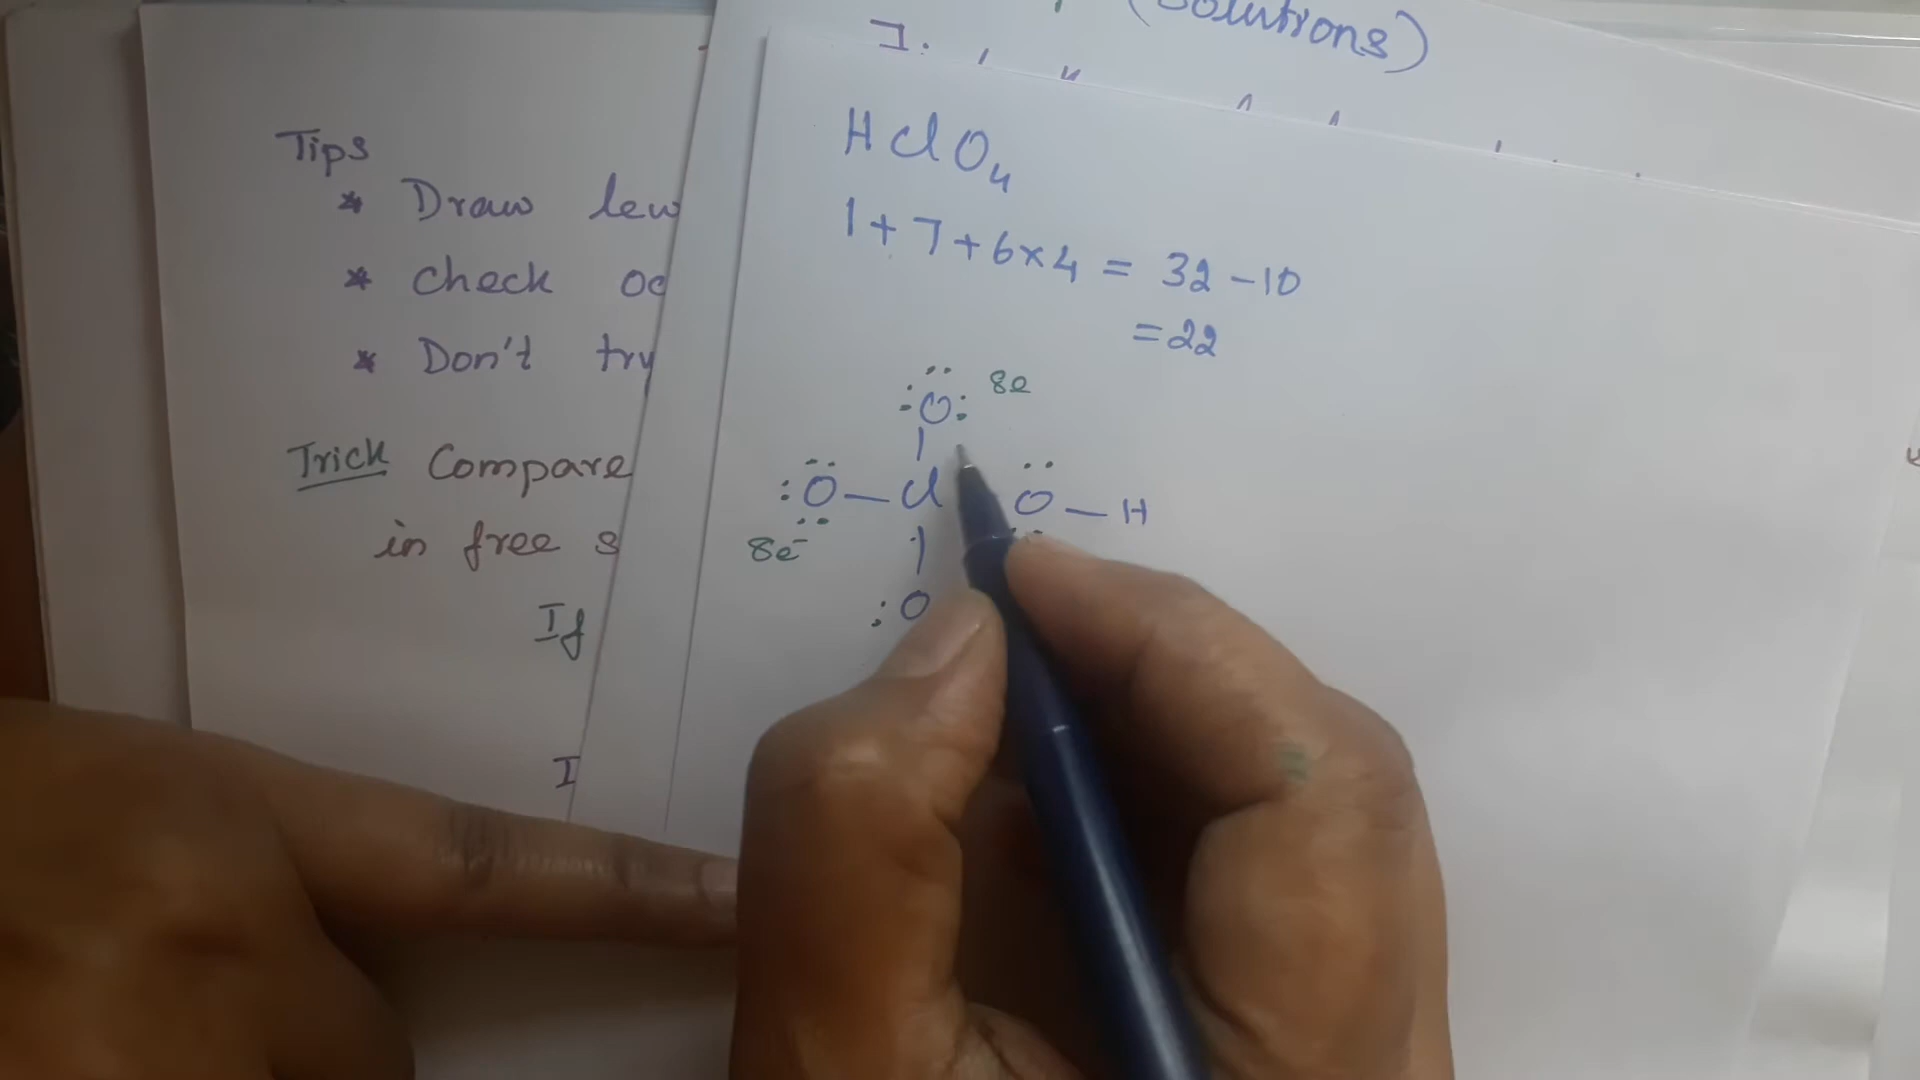 (Solutions)
Tips
* Draw lew
* check oc
* Don't try
Trick Compare
in free s
If
I
HClO4
1+7+6×4 = 32-10
=22
:O: 8e
:O — Cl O — H
8e-
:O